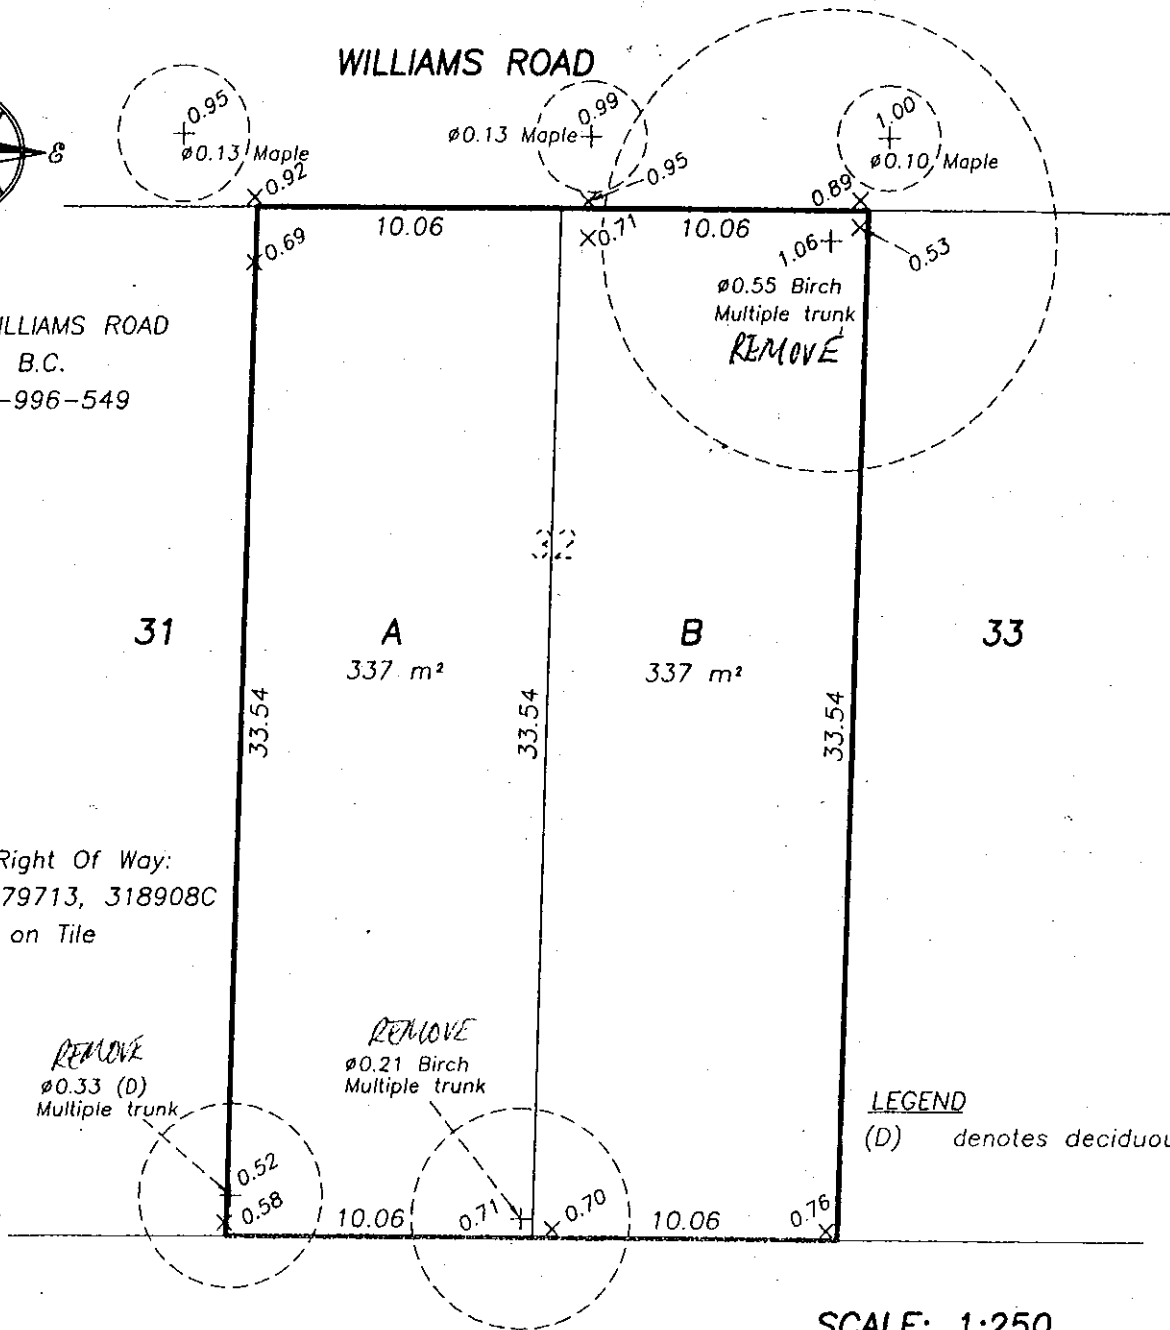 WILLIAMS ROAD
0.95
ø0.13 Maple
0.99
ø0.13 Maple
1.00
ø0.10 Maple
0.92
0.95
0.89
10.06
10.06
0.69
0.71
1.06
0.53
ø0.55 Birch
Multiple trunk
REMOVE
ILLIAMS ROAD
B.C.
-996-549
32
31
A
337 m²
B
337 m²
33
33.54
33.54
33.54
Right Of Way:
79713, 318908C
on Tile
REMOVE
ø0.33 (D)
Multiple trunk
REMOVE
ø0.21 Birch
Multiple trunk
LEGEND
(D) denotes deciduou
0.52
0.58
10.06
0.71
0.70
10.06
0.76
SCALE: 1:250